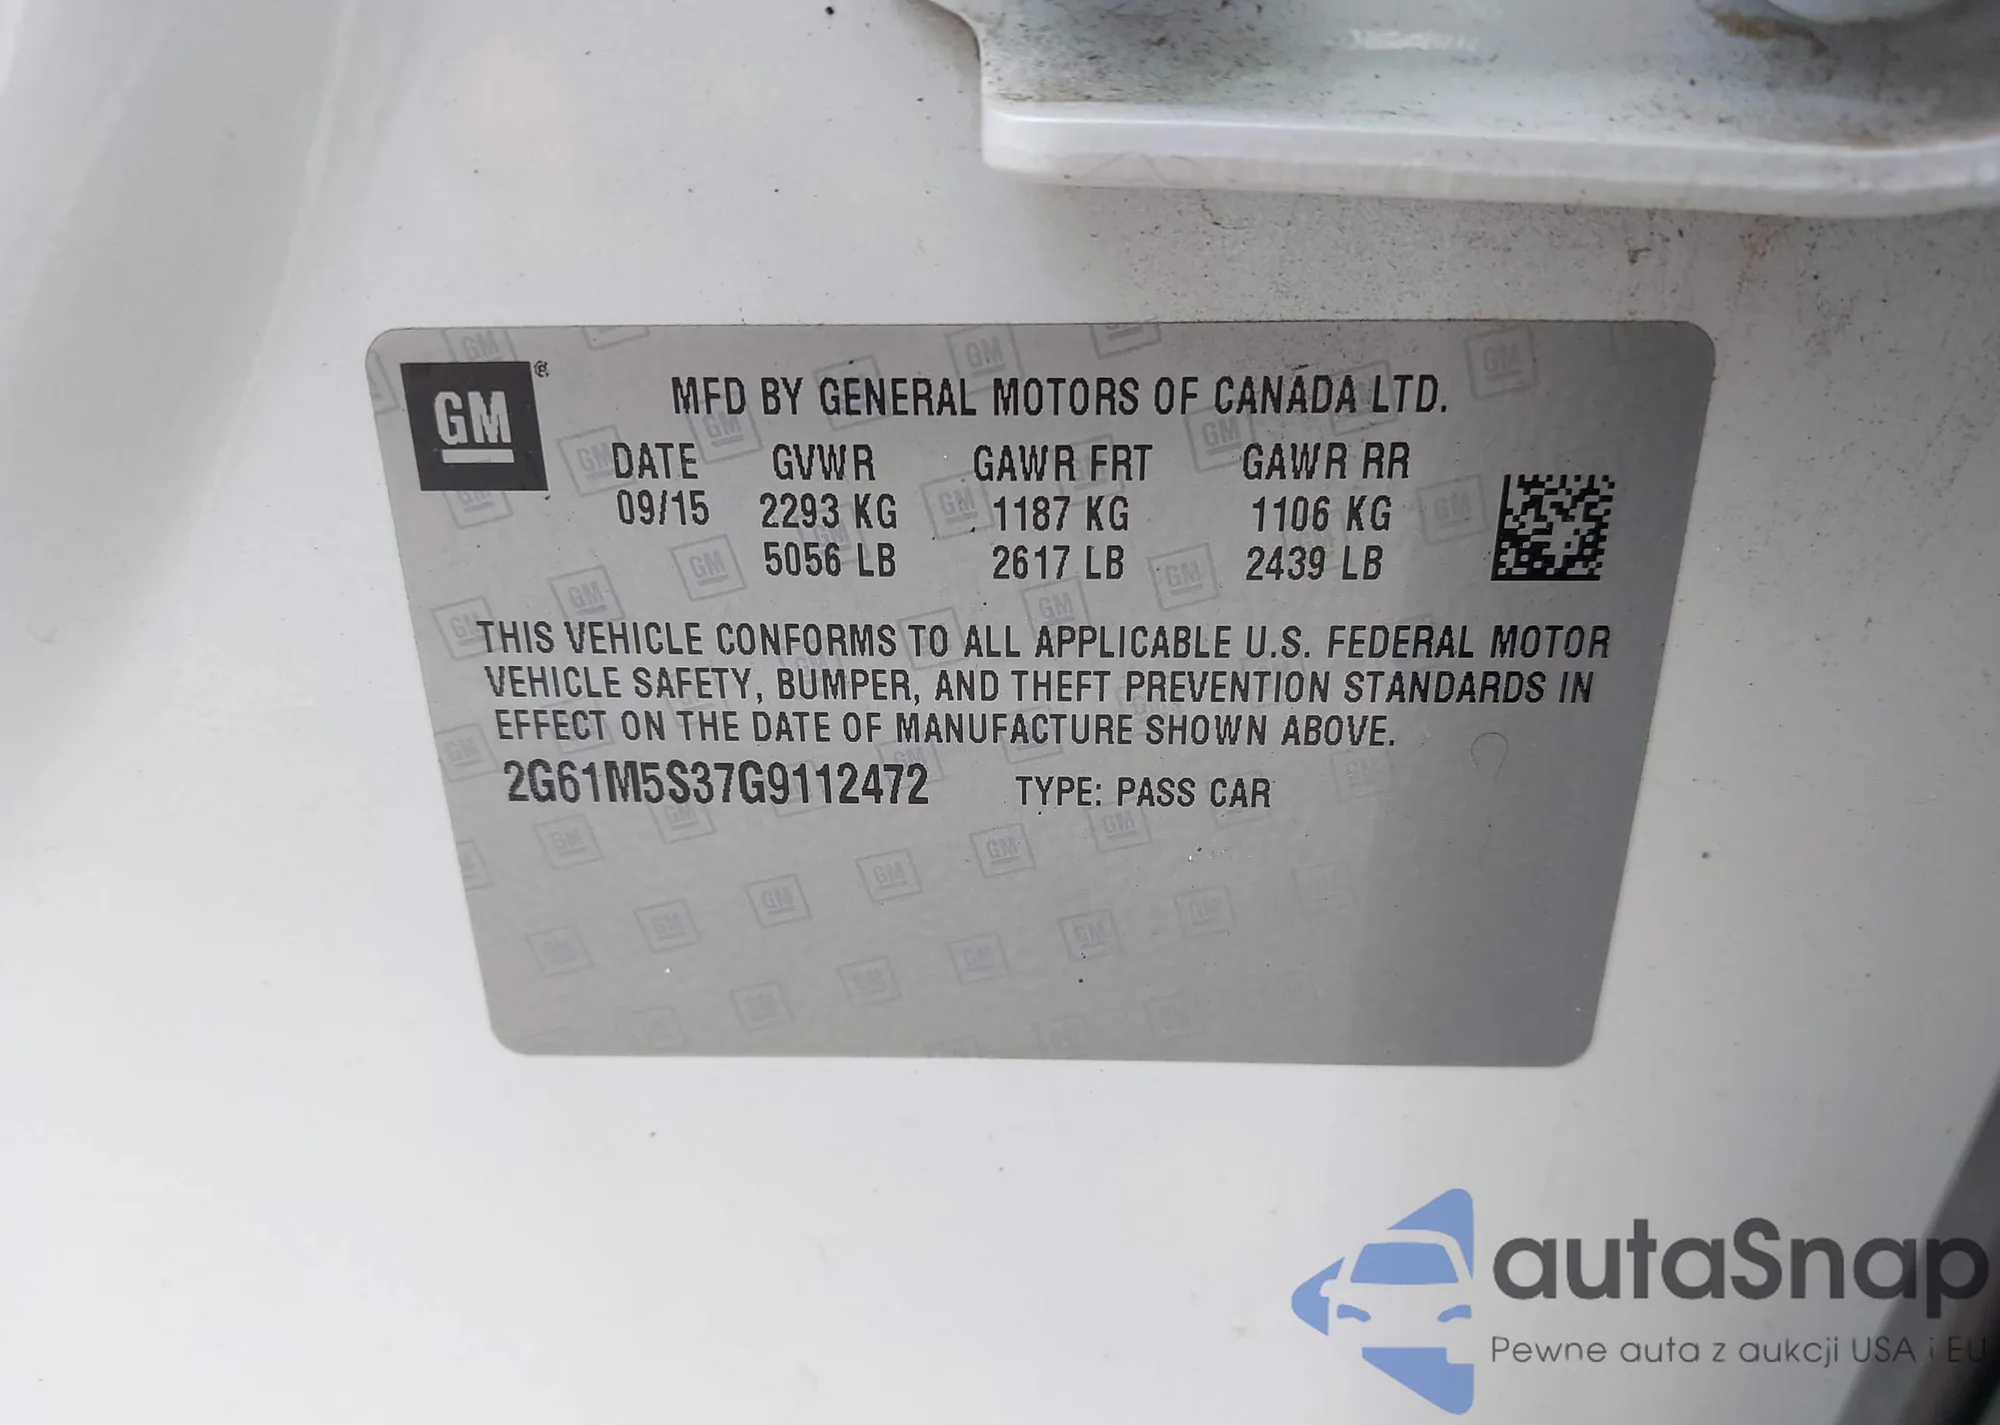 GM
MFD BY GENERAL MOTORS OF CANADA LTD.
DATE GVWR GAWR FRT GAWR RR
09/15 2293 KG 1187 KG 1106 KG
5056 LB 2617 LB 2439 LB
THIS VEHICLE CONFORMS TO ALL APPLICABLE U.S. FEDERAL MOTOR
VEHICLE SAFETY, BUMPER, AND THEFT PREVENTION STANDARDS IN
EFFECT ON THE DATE OF MANUFACTURE SHOWN ABOVE.
2G61M5S37G9112472 TYPE: PASS CAR
autaSnap
Pewne auta z aukcji USA i EU